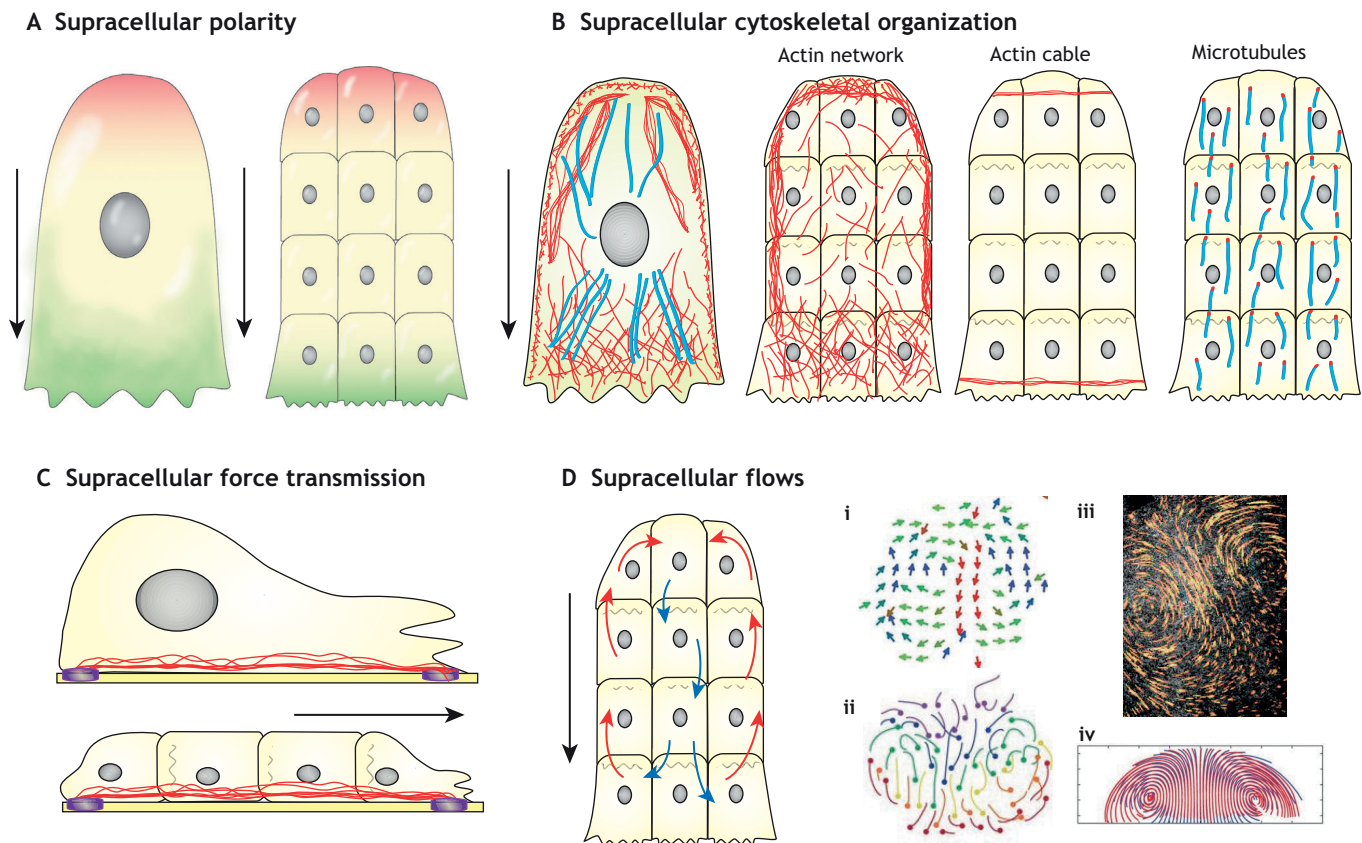 A Supracellular polarity
B Supracellular cytoskeletal organization
Actin network
Actin cable
Microtubules
C Supracellular force transmission
D Supracellular flows
i
ii
iii
iv